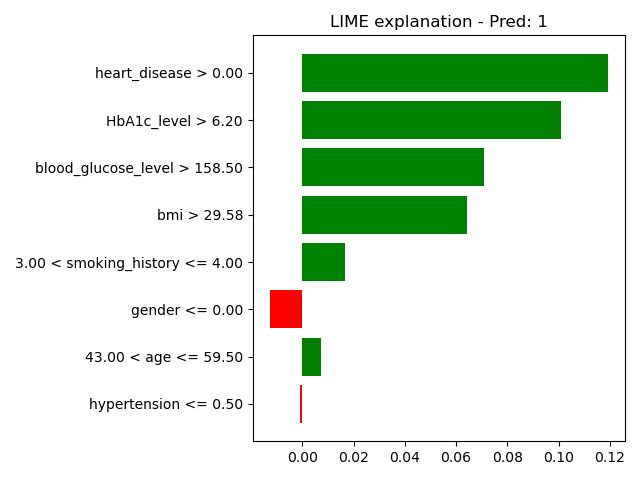 LIME explanation - Pred: 1
heart_disease > 0.00
HbA1c_level > 6.20
blood_glucose_level > 158.50
bmi > 29.58
3.00 < smoking_history <= 4.00
gender <= 0.00
43.00 < age <= 59.50
hypertension <= 0.50
0.00 0.02 0.04 0.06 0.08 0.10 0.12